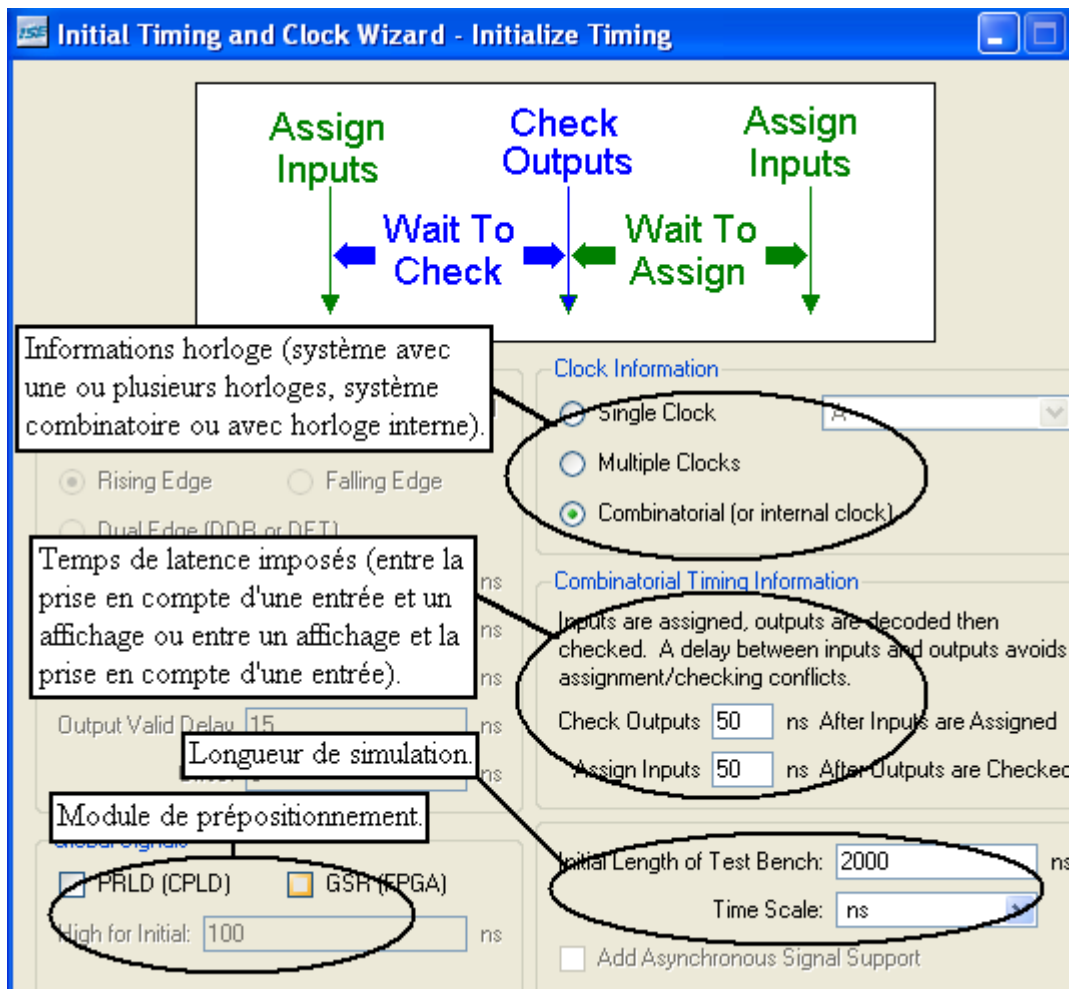 ISE Initial Timing and Clock Wizard - Initialize Timing
Assign Inputs
Check Outputs
Assign Inputs
Wait To Check
Wait To Assign
Informations horloge (système avec
une ou plusieurs horloges, système
combinatoire ou avec horloge interne).
Clock Information
Single Clock
A
Multiple Clocks
Combinatorial (or internal clock)
Rising Edge
Falling Edge
Dual Edge (DDR or DET)
Temps de latence imposés (entre la
prise en compte d'une entrée et un
affichage ou entre un affichage et la
prise en compte d'une entrée).
ns
ns
ns
Combinatorial Timing Information
Inputs are assigned, outputs are decoded then
checked. A delay between inputs and outputs avoids
assignment/checking conflicts.
Output Valid Delay 15 ns
Check Outputs 50 ns After Inputs are Assigned
Longueur de simulation.
ns
Assign Inputs 50 ns After Outputs are Checked
Module de prépositionnement.
Global Signals
PRLD (CPLD)
GSR (FPGA)
High for Initial: 100 ns
Initial Length of Test Bench: 2000 ns
Time Scale: ns
Add Asynchronous Signal Support